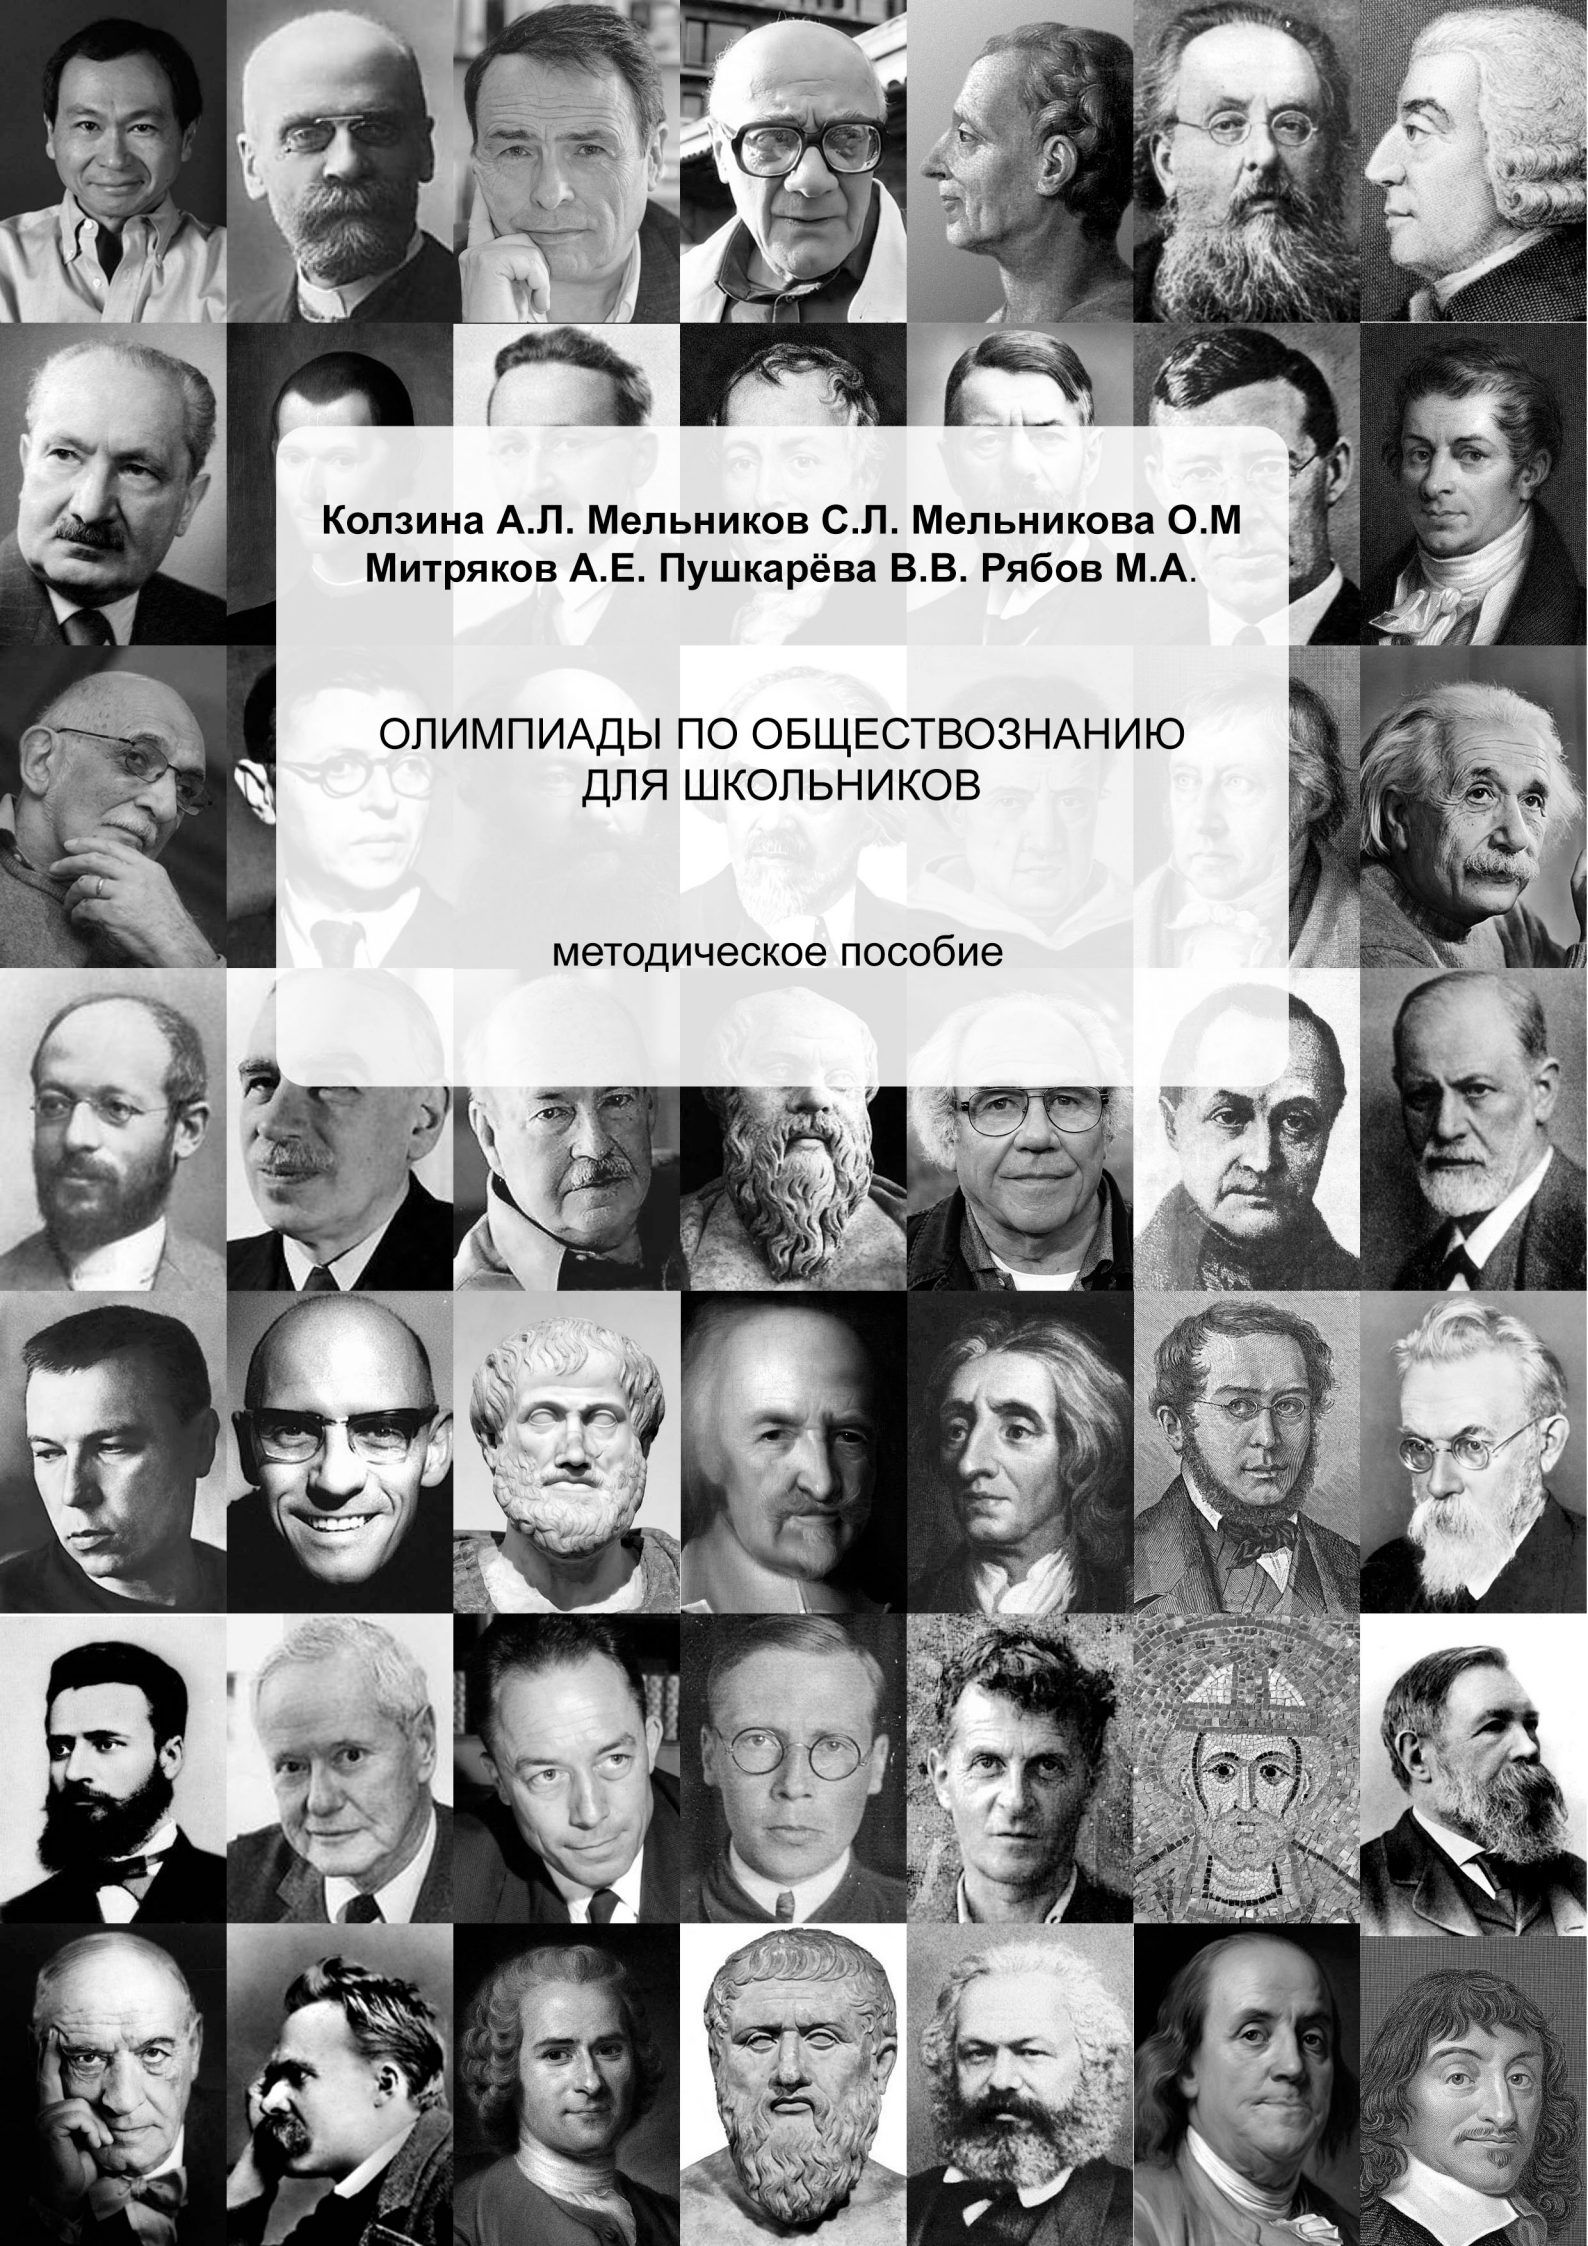 Колзина А.Л. Мельников С.Л. Мельникова О.М
Митряков А.Е. Пушкарёва В.В. Рябов М.А.
ОЛИМПИАДЫ ПО ОБЩЕСТВОЗНАНИЮ
ДЛЯ ШКОЛЬНИКОВ
методическое пособие